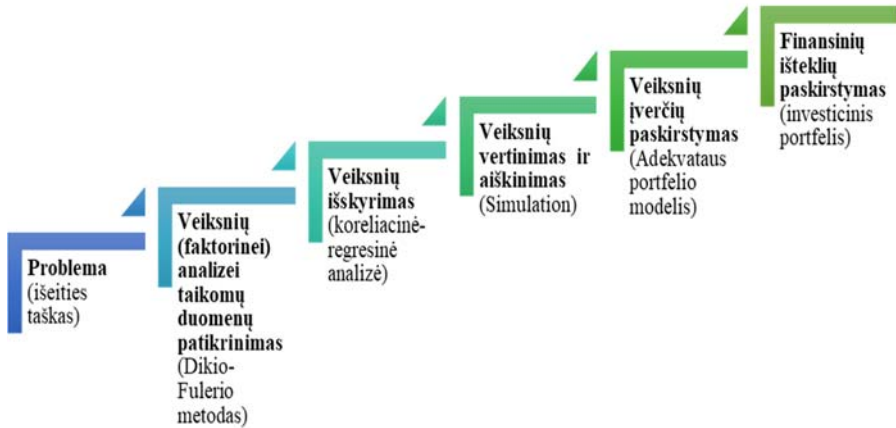 Problema
(išeities
taškas)
Veiksnių
(faktorinei)
analizei
taikomų
duomenų
patikrinimas
(Dikio-
Fulerio
metodas)
Veiksnių
išskyrimas
(koreliacinė-
regresinė
analizė)
Veiksnių
vertinimas ir
aiškinimas
(Simulation)
Veiksnių
įverčių
paskirstymas
(Adekvataus
portfelio
modelis)
Finansinių
išteklių
paskirstymas
(investicinis
portfelis)